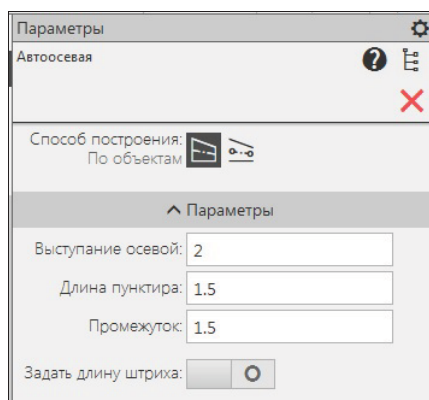 Параметры
Автоосевая
Способ построения:
По объектам
Параметры
Выступание осевой: 2
Длина пунктира: 1.5
Промежуток: 1.5
Задать длину штриха: